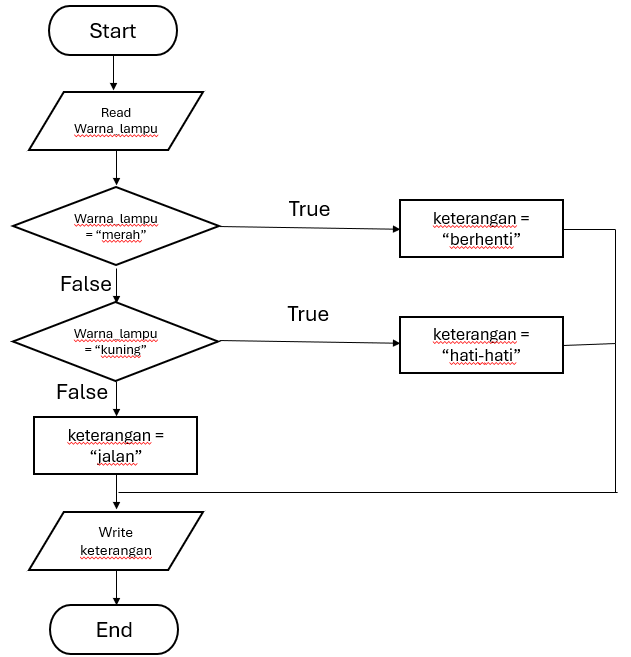 Start
Read
Warna_lampu
Warna_lampu
= “merah”
True
keterangan =
“berhenti”
False
Warna_lampu
= “kuning”
True
keterangan =
“hati-hati”
False
keterangan =
“jalan”
Write
keterangan
End